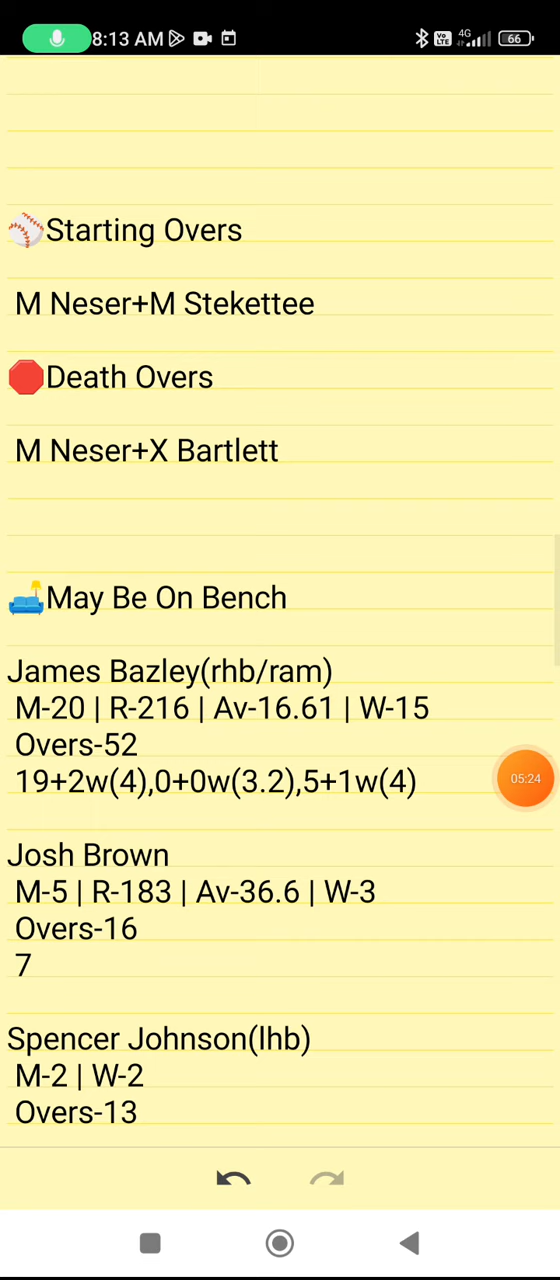 8:13 AM 4G Vo LTE 66
⚾Starting Overs
M Neser+M Stekettee
🛑Death Overs
M Neser+X Bartlett
🛋️May Be On Bench
James Bazley(rhb/ram)
M-20 | R-216 | Av-16.61 | W-15
Overs-52
19+2w(4),0+0w(3.2),5+1w(4)
05:24
Josh Brown
M-5 | R-183 | Av-36.6 | W-3
Overs-16
7
Spencer Johnson(lhb)
M-2 | W-2
Overs-13